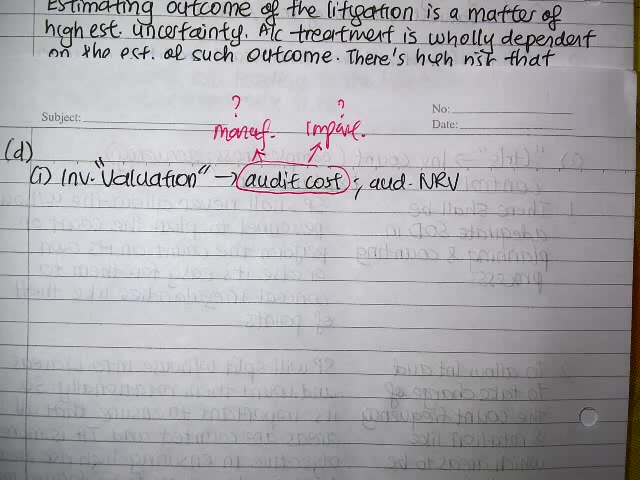 Estimating outcome of the litigation is a matter of
high est. uncertainty. A/c treatment is wholly dependent
on the est. of such outcome. There's high risk that
No:
Subject:
Date:
? ?
manuf. import.
(d)
(i) Inv. "Valuation" → audit cost ; aud. NRV